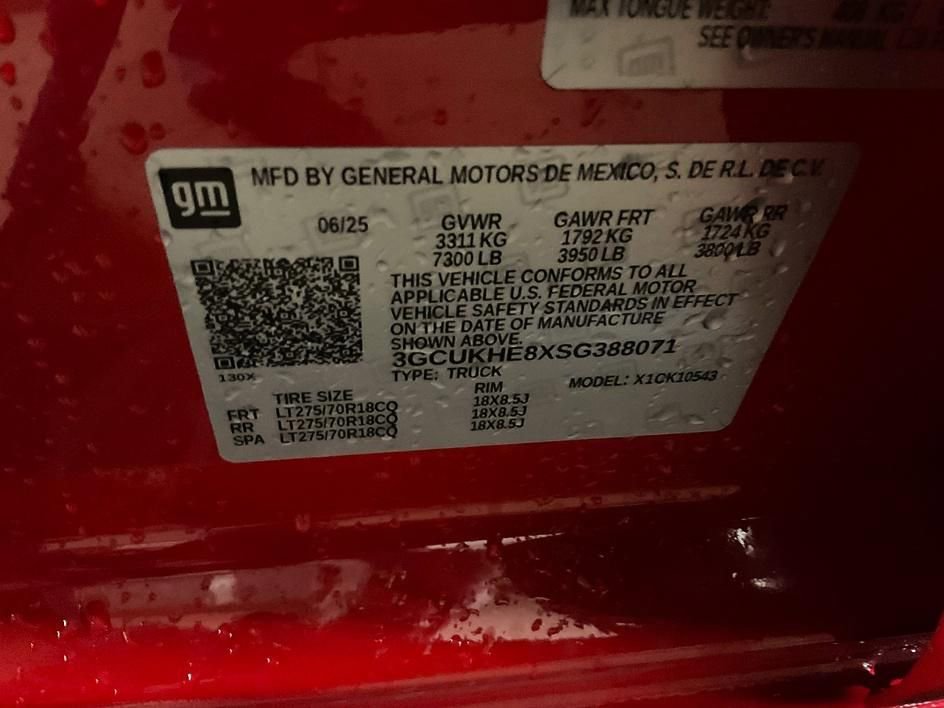 MAX TONGUE WEIGHT: KG /
SEE OWNER'S MANUAL
gm
MFD BY GENERAL MOTORS DE MEXICO, S. DE R.L. DE C.V.
06/25 GVWR GAWR FRT GAWR RR
3311 KG 1792 KG 1724 KG
7300 LB 3950 LB 3800 LB
THIS VEHICLE CONFORMS TO ALL
APPLICABLE U.S. FEDERAL MOTOR
VEHICLE SAFETY STANDARDS IN EFFECT
ON THE DATE OF MANUFACTURE
SHOWN ABOVE.
3GCUKHE8XSG388071
TYPE: TRUCK MODEL: X1CK10543
130X
TIRE SIZE RIM
FRT LT275/70R18CQ 18X8.5J
RR LT275/70R18CQ 18X8.5J
SPA LT275/70R18CQ 18X8.5J